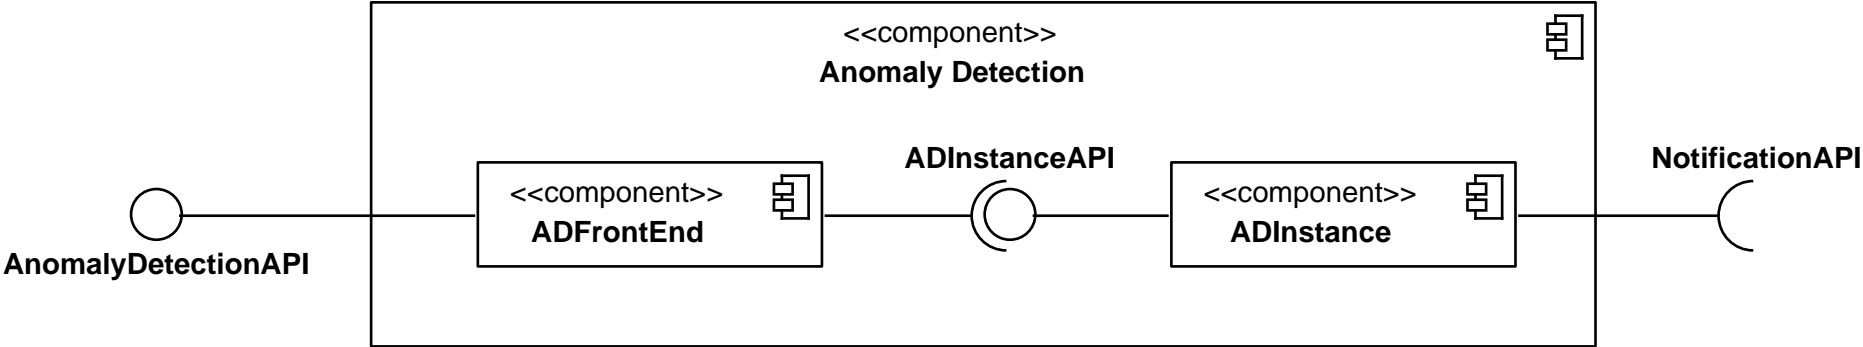 <<component>>
Anomaly Detection
ADInstanceAPI
NotificationAPI
<<component>>
ADFrontEnd
<<component>>
ADInstance
AnomalyDetectionAPI